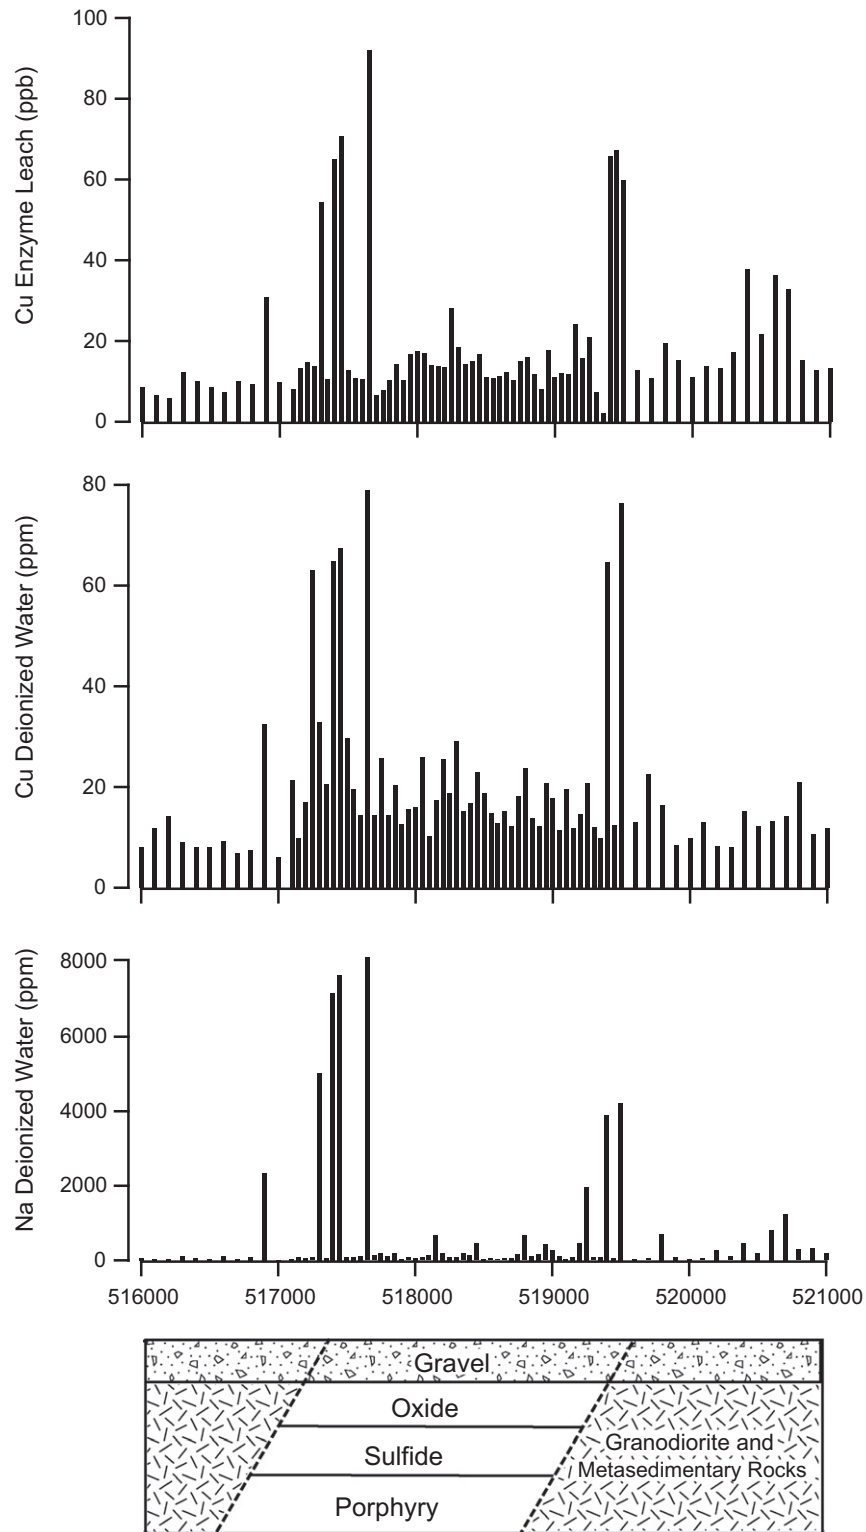 Cu Enzyme Leach (ppb)
100
80
60
40
20
0
Cu Deionized Water (ppm)
80
60
40
20
0
Na Deionized Water (ppm)
8000
6000
4000
2000
0
516000 517000 518000 519000 520000 521000
Gravel
Oxide
Sulfide
Porphyry
Granodiorite and
Metasedimentary Rocks